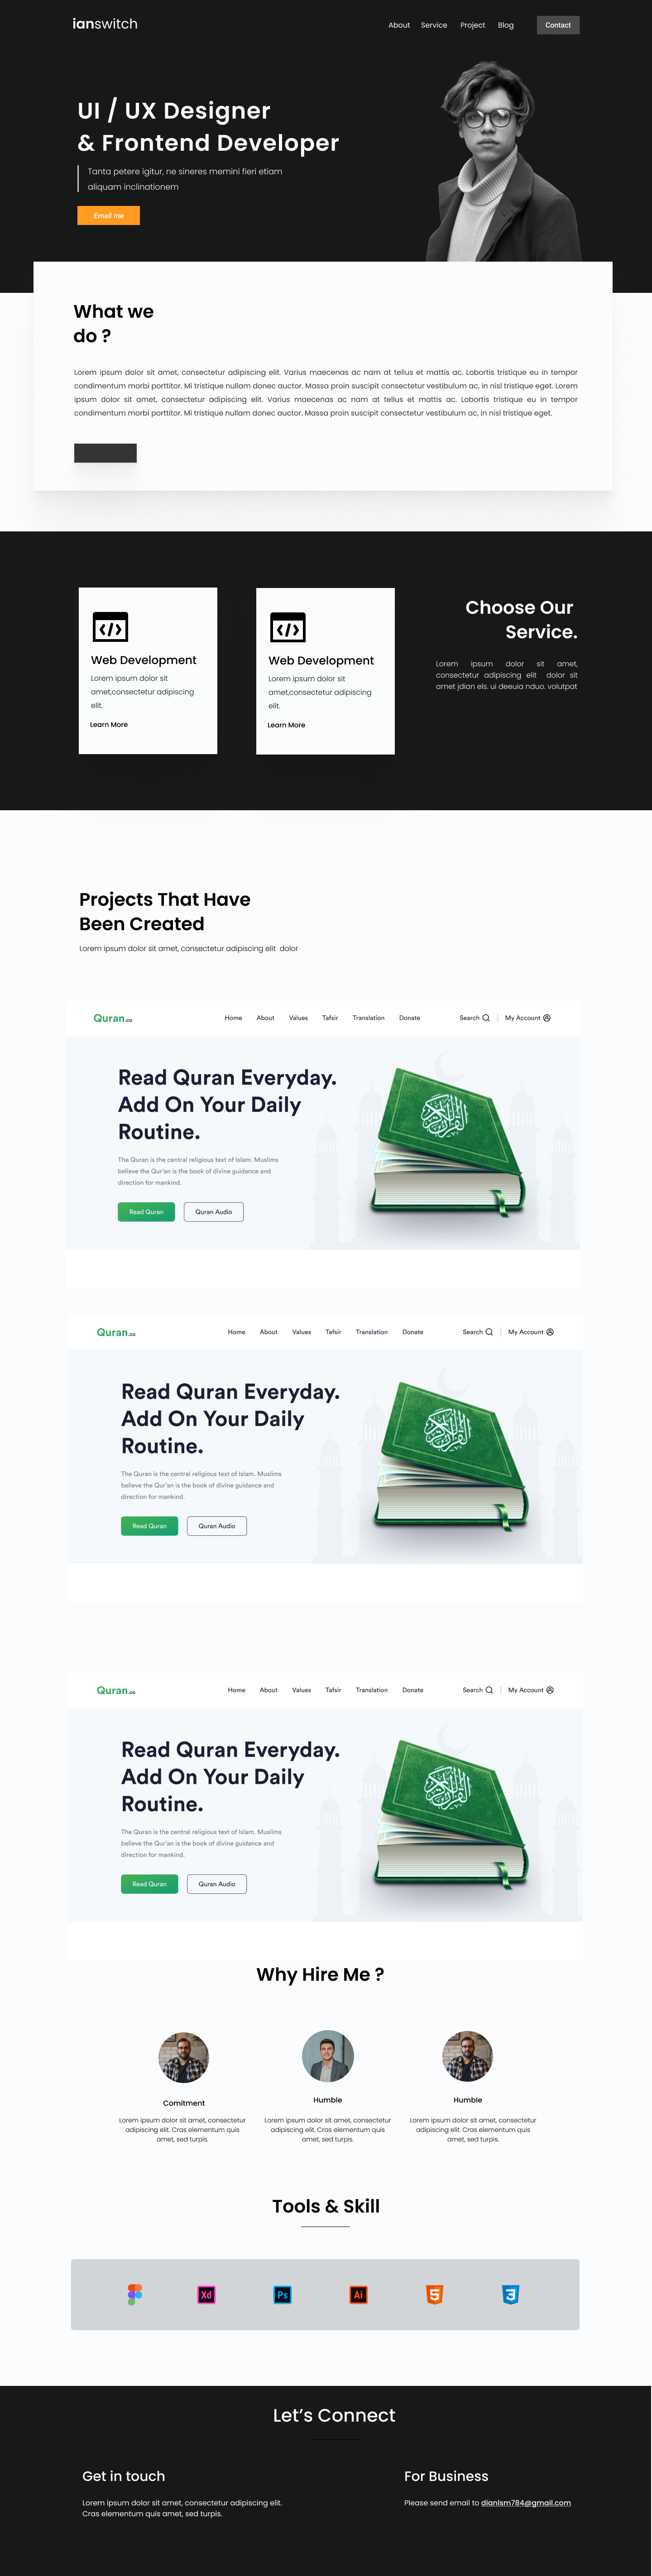 ianswitch
About Service Project Blog Contact
UI / UX Designer
& Frontend Developer
Tanta petere igitur, ne sineres memini fieri etiam
aliquam inclinationem
Email me
What we
do ?
Lorem ipsum dolor sit amet, consectetur adipiscing elit. Varius maecenas ac nam at tellus et mattis ac. Lobortis tristique eu in tempor
condimentum morbi porttitor. Mi tristique nullam donec auctor. Massa proin suscipit consectetur vestibulum ac, in nisl tristique eget. Lorem
ipsum dolor sit amet, consectetur adipiscing elit. Varius maecenas ac nam at tellus et mattis ac. Lobortis tristique eu in tempor
condimentum morbi porttitor. Mi tristique nullam donec auctor. Massa proin suscipit consectetur vestibulum ac, in nisl tristique eget.
Web Development
Lorem ipsum dolor sit
amet,consectetur adipiscing
elit.
Learn More
Web Development
Lorem ipsum dolor sit
amet,consectetur adipiscing
elit.
Learn More
Choose Our
Service.
Lorem ipsum dolor sit amet,
consectetur adipiscing elit dolor sit
amet jdian els. ui deeuia nduo. volutpat
Projects That Have
Been Created
Lorem ipsum dolor sit amet, consectetur adipiscing elit dolor
Quran.co
Home About Values Tafsir Translation Donate Search My Account
Read Quran Everyday.
Add On Your Daily
Routine.
The Quran is the central religious text of Islam. Muslims
believe the Qur'an is the book of divine guidance and
direction for mankind.
Read Quran Quran Audio
Quran.co
Home About Values Tafsir Translation Donate Search My Account
Read Quran Everyday.
Add On Your Daily
Routine.
The Quran is the central religious text of Islam. Muslims
believe the Qur'an is the book of divine guidance and
direction for mankind.
Read Quran Quran Audio
Quran.co
Home About Values Tafsir Translation Donate Search My Account
Read Quran Everyday.
Add On Your Daily
Routine.
The Quran is the central religious text of Islam. Muslims
believe the Qur'an is the book of divine guidance and
direction for mankind.
Read Quran Quran Audio
Why Hire Me ?
Comitment
Lorem ipsum dolor sit amet, consectetur
adipiscing elit. Cras elementum quis
amet, sed turpis.
Humble
Lorem ipsum dolor sit amet, consectetur
adipiscing elit. Cras elementum quis
amet, sed turpis.
Humble
Lorem ipsum dolor sit amet, consectetur
adipiscing elit. Cras elementum quis
amet, sed turpis.
Tools & Skill
Xd Ps Ai 5 3
Let's Connect
Get in touch
Lorem ipsum dolor sit amet, consectetur adipiscing elit.
Cras elementum quis amet, sed turpis.
For Business
Please send email to dianlsm784@gmail.com